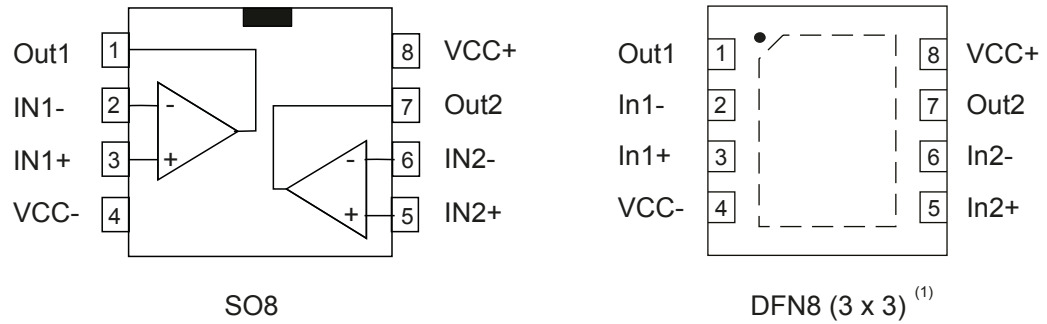 Out1 1 8 VCC+
IN1- 2 - 7 Out2
IN1+ 3 + - 6 IN2-
VCC- 4 + 5 IN2+
SO8
Out1 1 8 VCC+
In1- 2 7 Out2
In1+ 3 6 In2-
VCC- 4 5 In2+
DFN8 (3 x 3) (1)